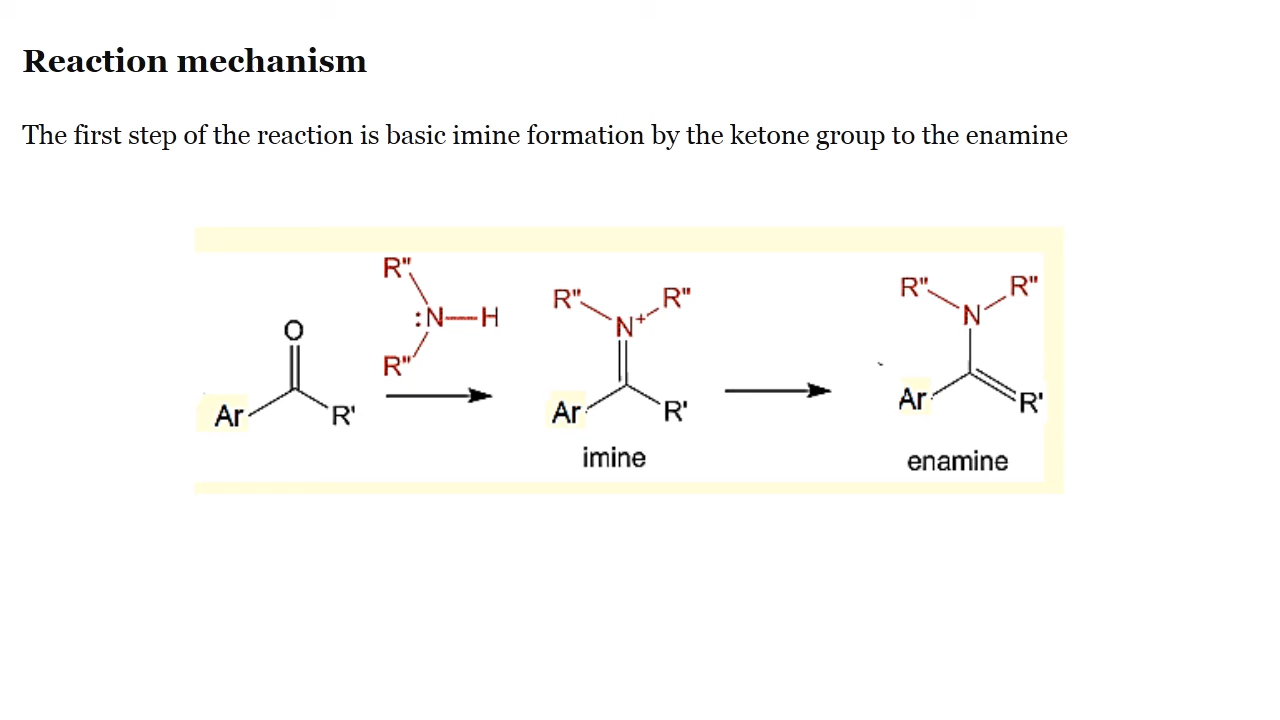 Reaction mechanism
The first step of the reaction is basic imine formation by the ketone group to the enamine
R"
:N—H
R"
O
Ar
R'
R"
R"
N+
Ar
R'
imine
R"
R"
N
Ar
R'
enamine